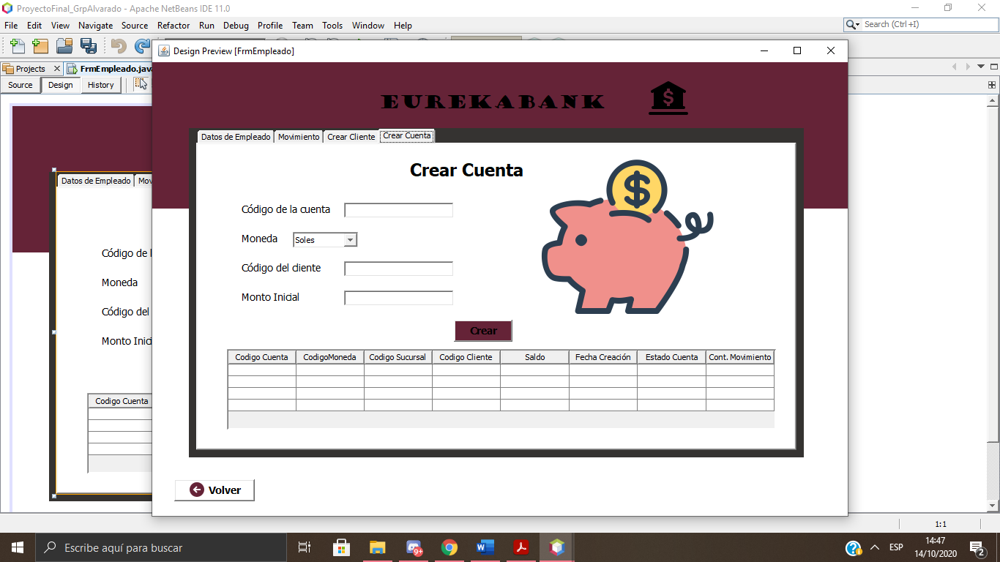 ProyectoFinal_GrpAlvarado - Apache NetBeans IDE 11.0
File Edit View Navigate Source Refactor Run Debug Profile Team Tools Window Help
Search (Ctrl+I)
Design Preview [FrmEmpleado]
Projects FrmEmpleado.java
Source Design History
EUREKABANK
$
Datos de Empleado Movimiento Crear Cliente Crear Cuenta
Datos de Empleado Mov
Crear Cuenta
$
Código de la cuenta
Código de l
Moneda Soles
Moneda
Código del cliente
Código del
Monto Inicial
Monto Inici
Crear
Codigo Cuenta CodigoMoneda Codigo Sucursal Codigo Cliente Saldo Fecha Creación Estado Cuenta Cont. Movimiento
Codigo Cuenta
Volver
1:1
Escribe aquí para buscar
9+
W
ESP
14:47
14/10/2020
2